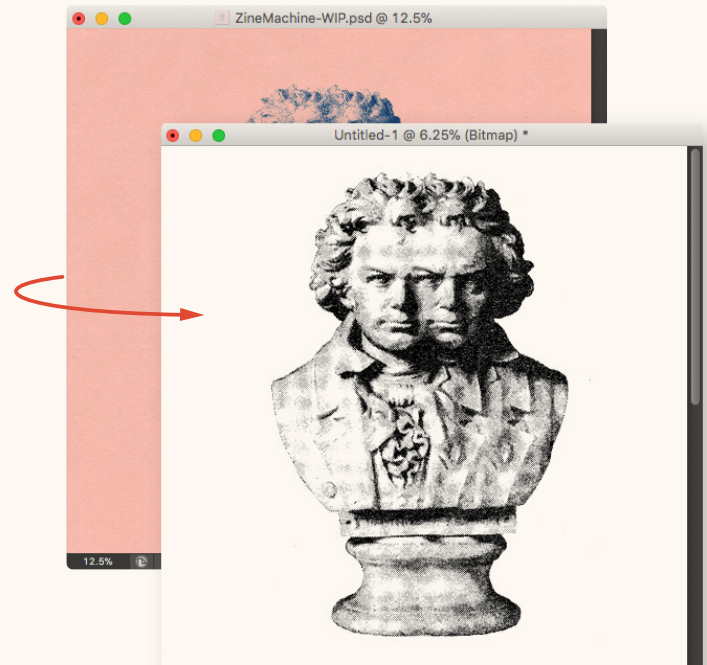 ZineMachine-WIP.psd @ 12.5%
Untitled-1 @ 6.25% (Bitmap) *
12.5%